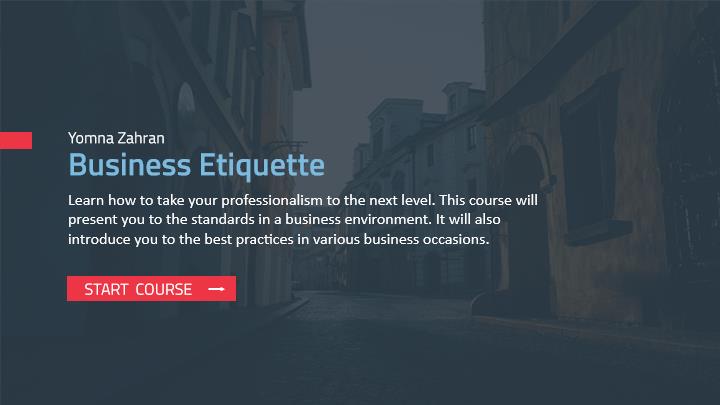 Yomna Zahran
Business Etiquette
Learn how to take your professionalism to the next level. This course will
present you to the standards in a business environment. It will also
introduce you to the best practices in various business occasions.
START COURSE →